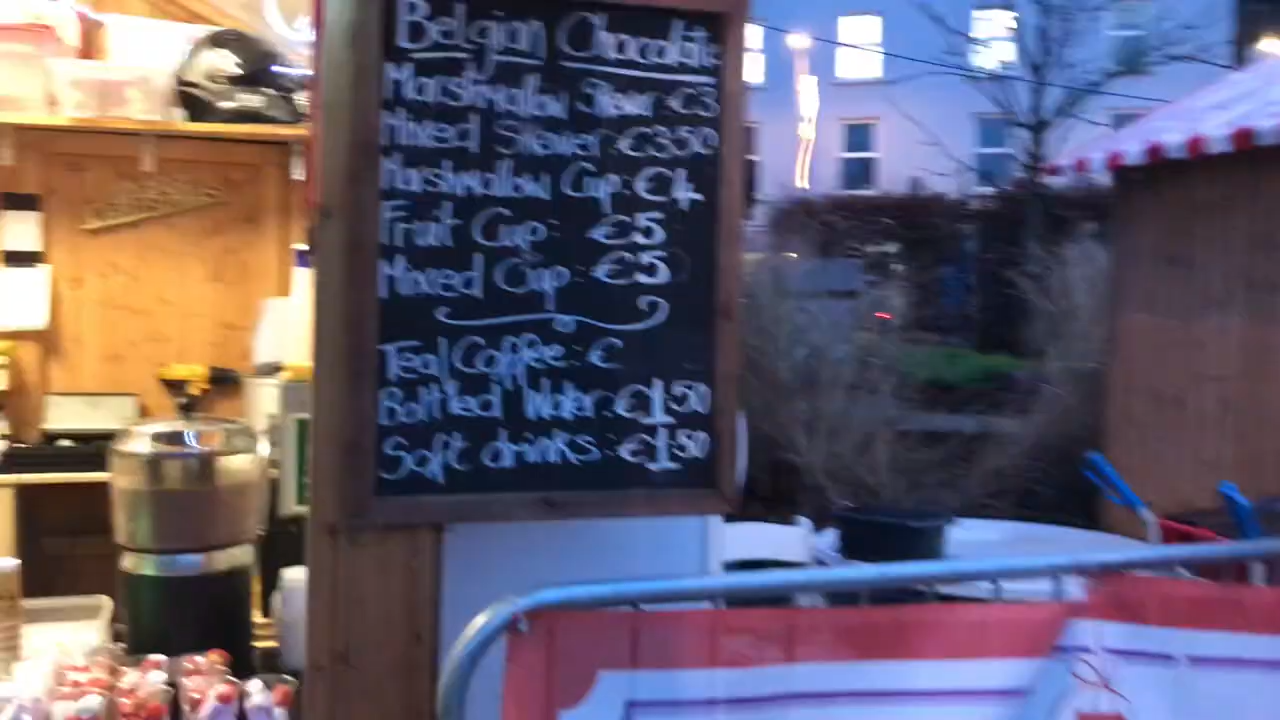 Belgian Chocolate
Marshmallow Skewer €3
Mixed Skewer: €3.50
Marshmallow Cup: €4
Fruit Cup: €5
Mixed Cup: €5
Tea/Coffee: €
Bottled Water: €1.50
Soft drinks: €1.50